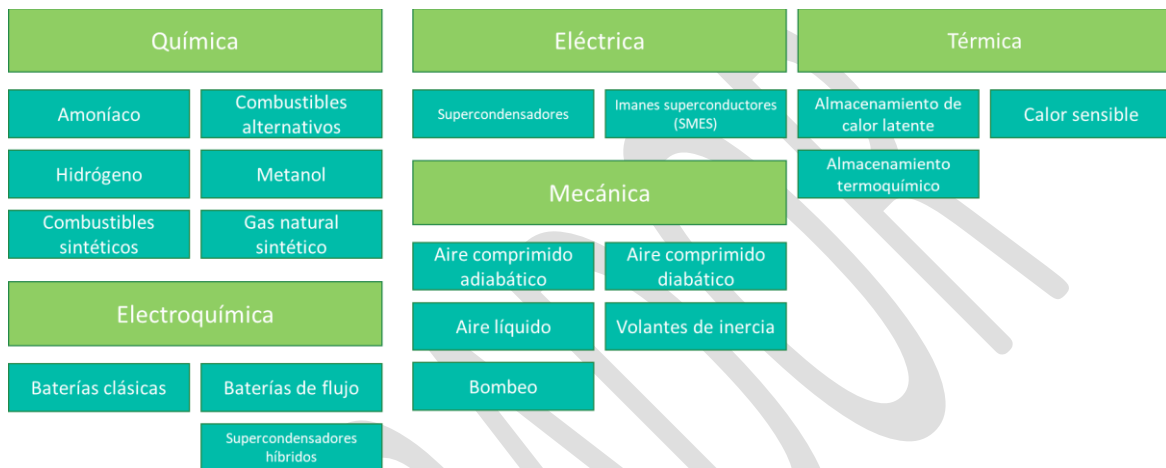 Química
Amoníaco
Combustibles
alternativos
Hidrógeno
Metanol
Combustibles
sintéticos
Gas natural
sintético
Electroquímica
Baterías clásicas
Baterías de flujo
Supercondensadores
híbridos
Eléctrica
Supercondensadores
Imanes superconductores
(SMES)
Mecánica
Aire comprimido
adiabático
Aire comprimido
diabático
Aire líquido
Volantes de inercia
Bombeo
Térmica
Almacenamiento de
calor latente
Calor sensible
Almacenamiento
termoquímico